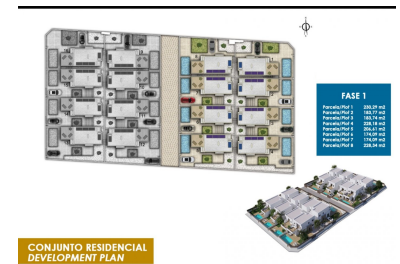 FASE 1
Parcela/Plot 1 230,29 m2
Parcela/Plot 2 183,77 m2
Parcela/Plot 3 183,74 m2
Parcela/Plot 4 228,18 m2
Parcela/Plot 5 206,61 m2
Parcela/Plot 6 174,09 m2
Parcela/Plot 7 174,09 m2
Parcela/Plot 8 228,34 m2
CONJUNTO RESIDENCIAL
DEVELOPMENT PLAN